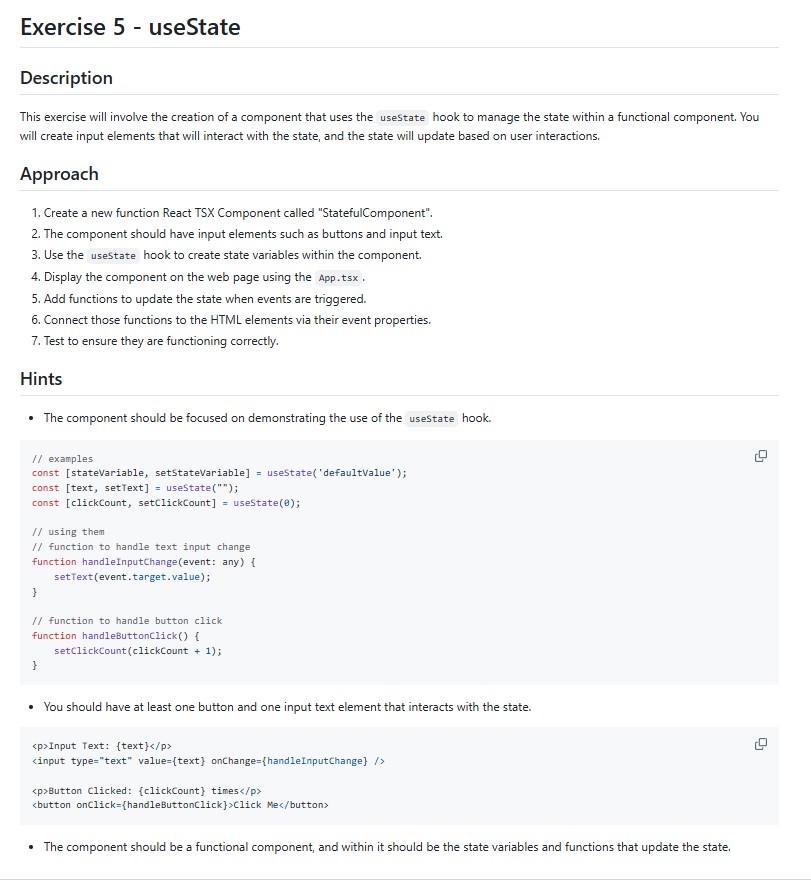 Exercise 5 - useState
Description
This exercise will involve the creation of a component that uses the useState hook to manage the state within a functional component. You
will create input elements that will interact with the state, and the state will update based on user interactions.
Approach
1. Create a new function React TSX Component called "StatefulComponent".
2. The component should have input elements such as buttons and input text.
3. Use the useState hook to create state variables within the component.
4. Display the component on the web page using the App.tsx .
5. Add functions to update the state when events are triggered.
6. Connect those functions to the HTML elements via their event properties.
7. Test to ensure they are functioning correctly.
Hints
• The component should be focused on demonstrating the use of the useState hook.
// examples
const [stateVariable, setStateVariable] = useState('defaultValue');
const [text, setText] = useState("");
const [clickCount, setClickCount] = useState(0);
// using them
// function to handle text input change
function handleInputChange(event: any) {
    setText(event.target.value);
}
// function to handle button click
function handleButtonClick() {
    setClickCount(clickCount + 1);
}
• You should have at least one button and one input text element that interacts with the state.
<p>Input Text: {text}</p>
<input type="text" value={text} onChange={handleInputChange} />
<p>Button Clicked: {clickCount} times</p>
<button onClick={handleButtonClick}>Click Me</button>
• The component should be a functional component, and within it should be the state variables and functions that update the state.